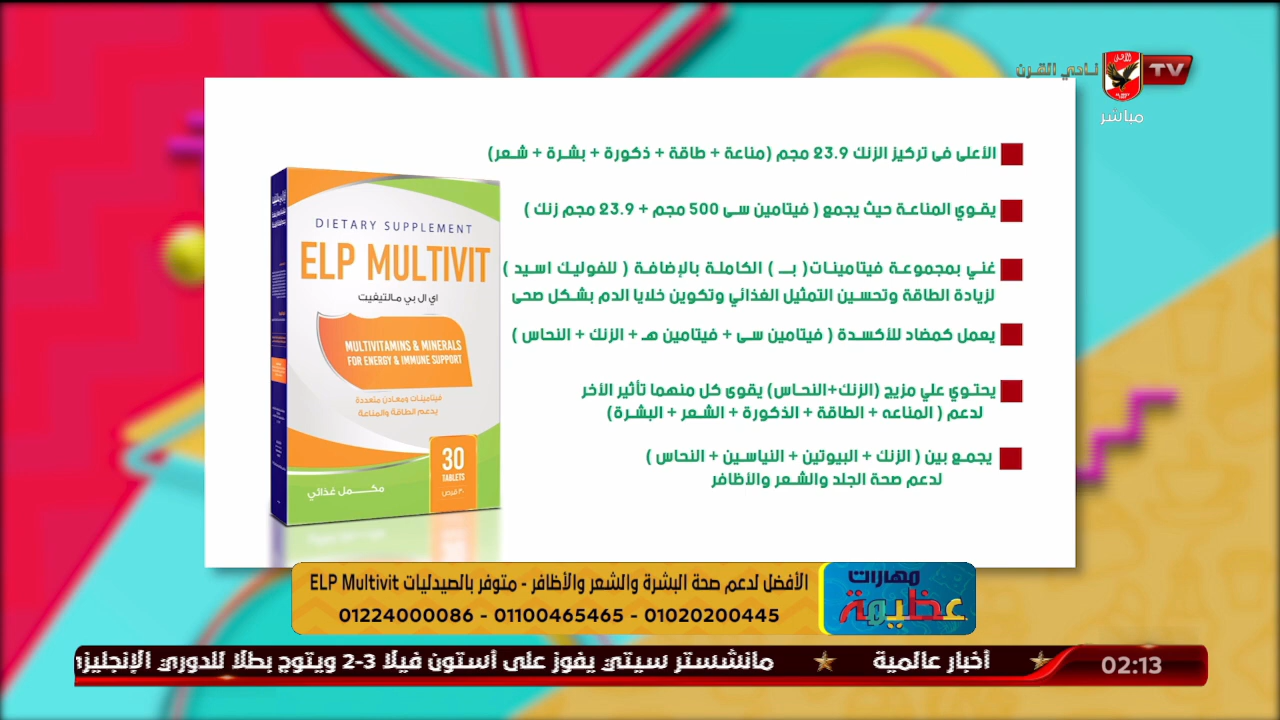 نادي القرن
TV
مباشر
الأعلى فى تركيز الزنك 23.9 مجم (مناعة + طاقة + ذكورة + بشرة + شعر)
يقوي المناعة حيث يجمع ( فيتامين سى 500 مجم + 23.9 مجم زنك )
غني بمجموعة فيتامينات( بـ ) الكاملة بالإضافة ( للفوليك اسيد )
لزيادة الطاقة وتحسين التمثيل الغذائي وتكوين خلايا الدم بشكل صحى
يعمل كمضاد للأكسدة ( فيتامين سى + فيتامين هـ + الزنك + النحاس )
يحتوي علي مزيج (الزنك+النحاس) يقوى كل منهما تأثير الأخر
لدعم ( المناعه + الطاقة + الذكورة + الشعر + البشرة)
يجمع بين ( الزنك + البيوتين + النياسين + النحاس )
لدعم صحة الجلد والشعر والأظافر
DIETARY SUPPLEMENT
ELP MULTIVIT
اي ال بي مالتيفيت
MULTIVITAMINS & MINERALS
FOR ENERGY & IMMUNE SUPPORT
فيتامينات ومعادن متعددة
يدعم الطاقة والمناعة
30
TABLETS
٣٠ قرص
مكمل غذائي
مهارات
عظيمة
الأفضل لدعم صحة البشرة والشعر والأظافر - متوفر بالصيدليات ELP Multivit
01224000086 - 01100465465 - 01020200445
أخبار عالمية
مانشستر سيتي يفوز على أستون فيلا 3-2 ويتوج بطلا للدوري الإنجليزي
02:13